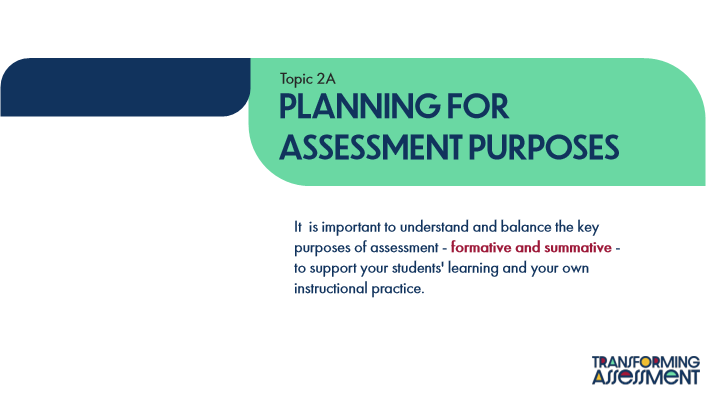 Topic 2A
PLANNING FOR
ASSESSMENT PURPOSES
It is important to understand and balance the key
purposes of assessment - formative and summative -
to support your students' learning and your own
instructional practice.
TRANSFORMING
ASSESSMENT